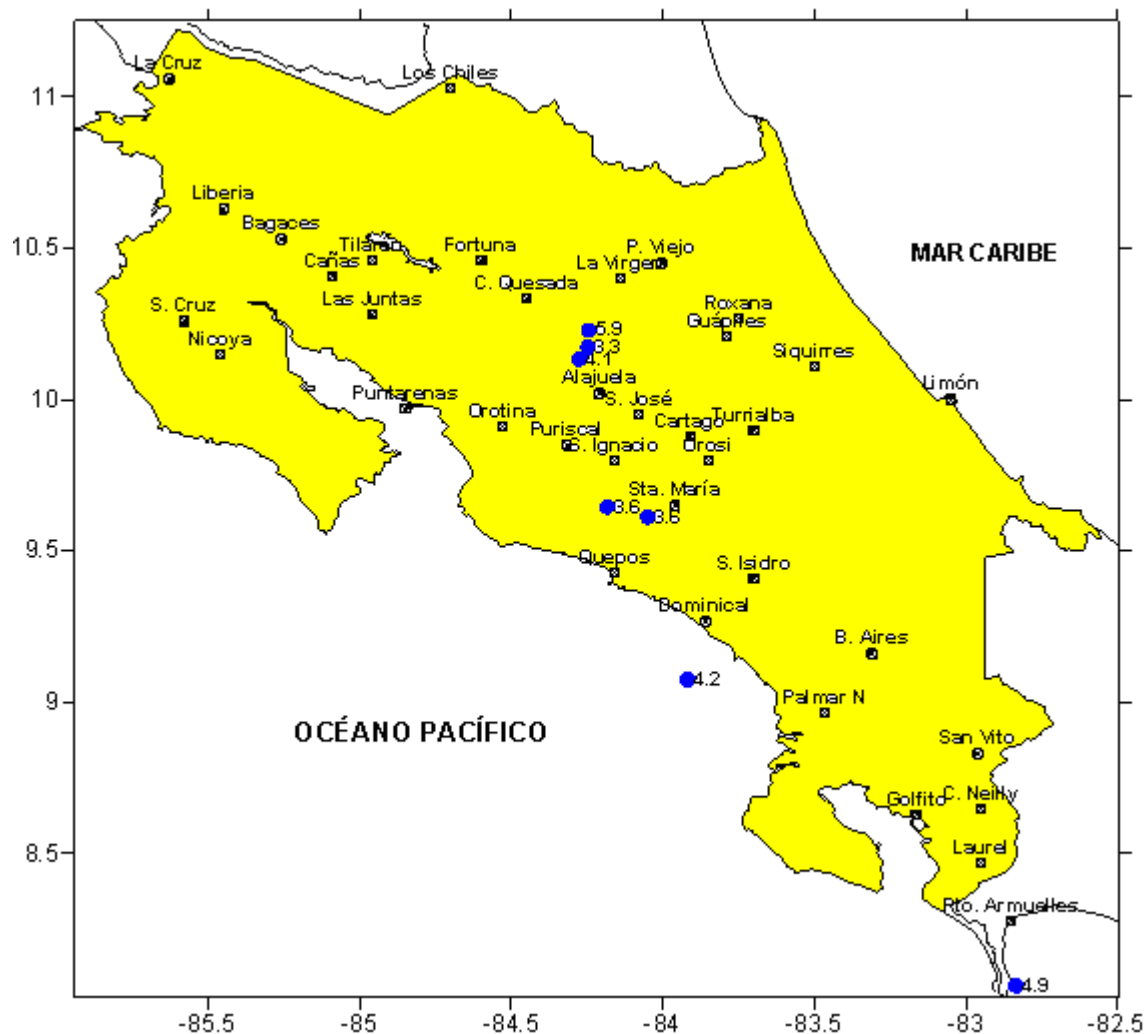 La Cruz
Los Chiles
11
Liberia
Bagaces
Tilarán
Fortuna
P. Viejo
MAR CARIBE
10.5
Cañas
La Virgen
C. Quesada
S. Cruz
Las Juntas
Roxana
Guápiles
Nicoya
5.9
3.3
Siquirres
4.1
Alajuela
Puntarenas
S. José
Limón
10
Orotina
Puriscal
Cartago
Turrialba
S. Ignacio
Orosi
Sta. María
3.6
3.6
9.5
Quepos
S. Isidro
Dominical
B. Aires
4.2
9
Palmar N
OCÉANO PACÍFICO
San Vito
Golfito
C. Neilly
8.5
Laurel
Pto. Armuelles
4.9
-85.5
-85
-84.5
-84
-83.5
-83
-82.5